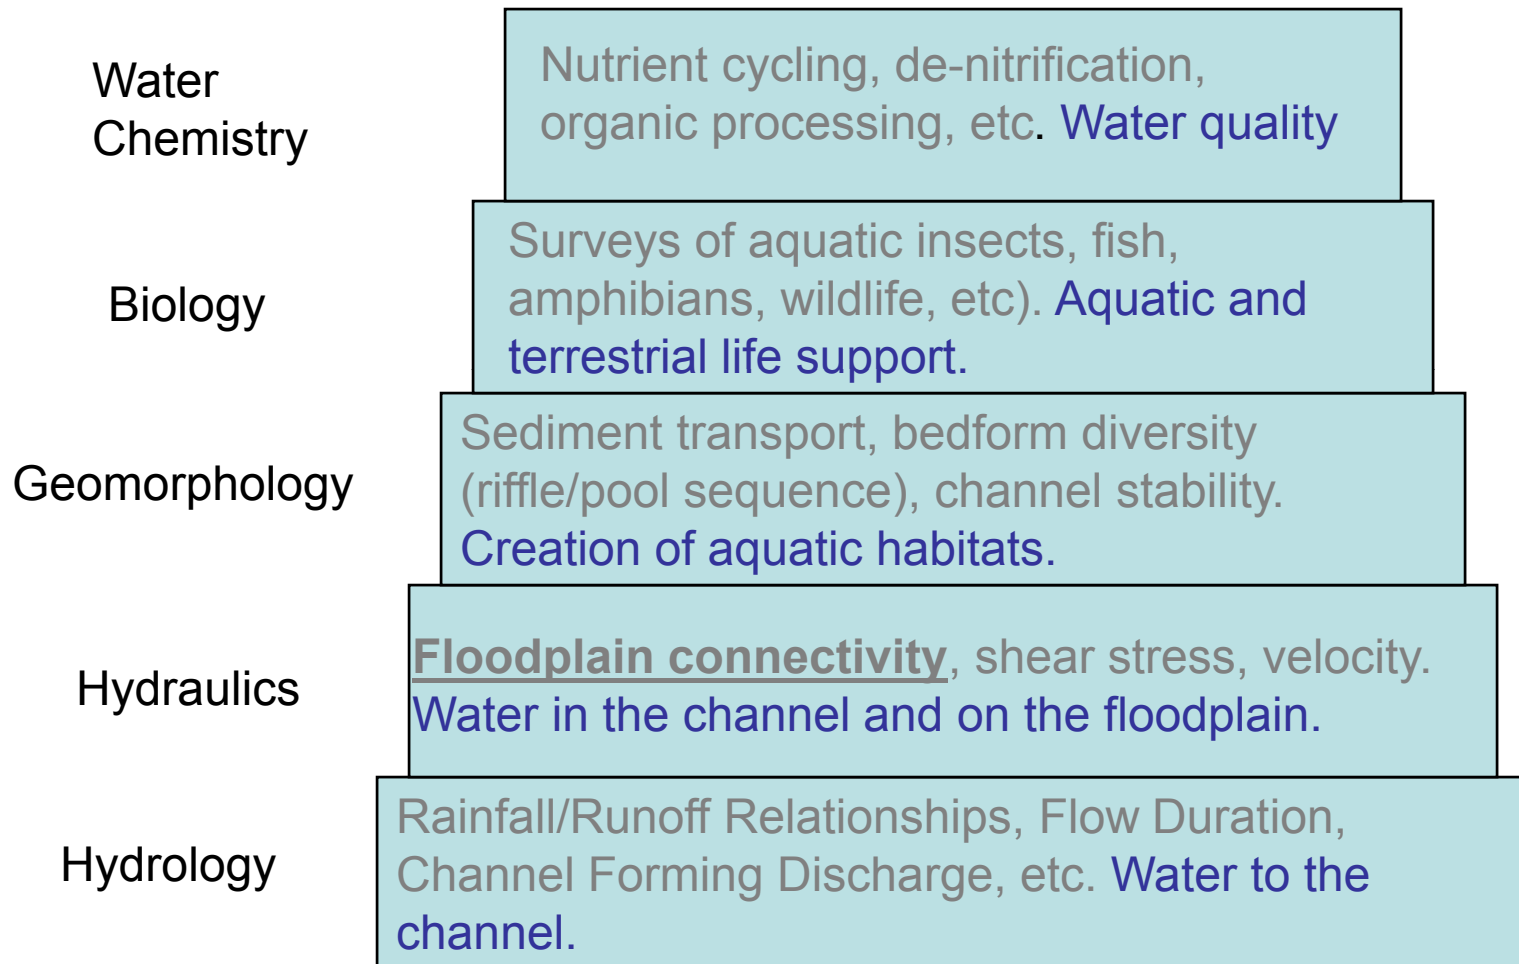 Water
Chemistry
Nutrient cycling, de-nitrification,
organic processing, etc. Water quality
Biology
Surveys of aquatic insects, fish,
amphibians, wildlife, etc). Aquatic and
terrestrial life support.
Geomorphology
Sediment transport, bedform diversity
(riffle/pool sequence), channel stability.
Creation of aquatic habitats.
Hydraulics
Floodplain connectivity, shear stress, velocity.
Water in the channel and on the floodplain.
Hydrology
Rainfall/Runoff Relationships, Flow Duration,
Channel Forming Discharge, etc. Water to the
channel.